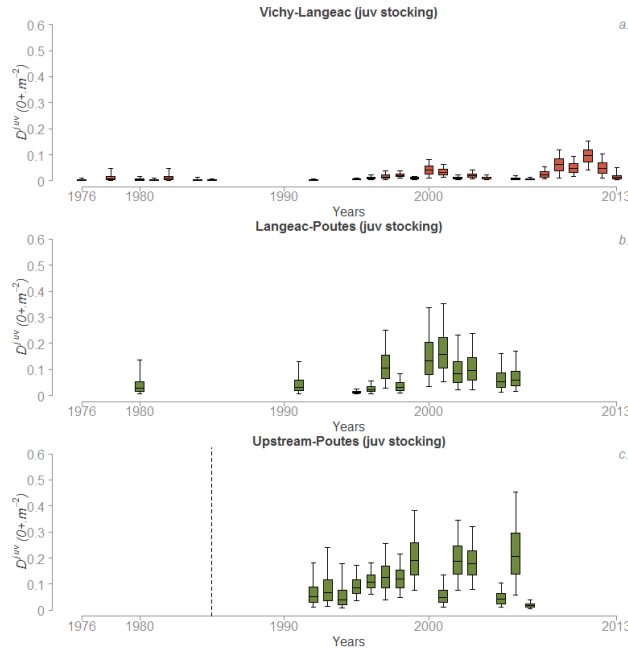 Vichy-Langeac (juv stocking)
a.
0.6
0.5
0.4
0.3
0.2
0.1
0
D^juv (0+.m^-2)
1976 1980 1990 2000 2013
Years
Langeac-Poutes (juv stocking)
b.
0.6
0.5
0.4
0.3
0.2
0.1
0
D^juv (0+.m^-2)
1976 1980 1990 2000 2013
Years
Upstream-Poutes (juv stocking)
c.
0.6
0.5
0.4
0.3
0.2
0.1
0
D^juv (0+.m^-2)
1976 1980 1990 2000 2013
Years